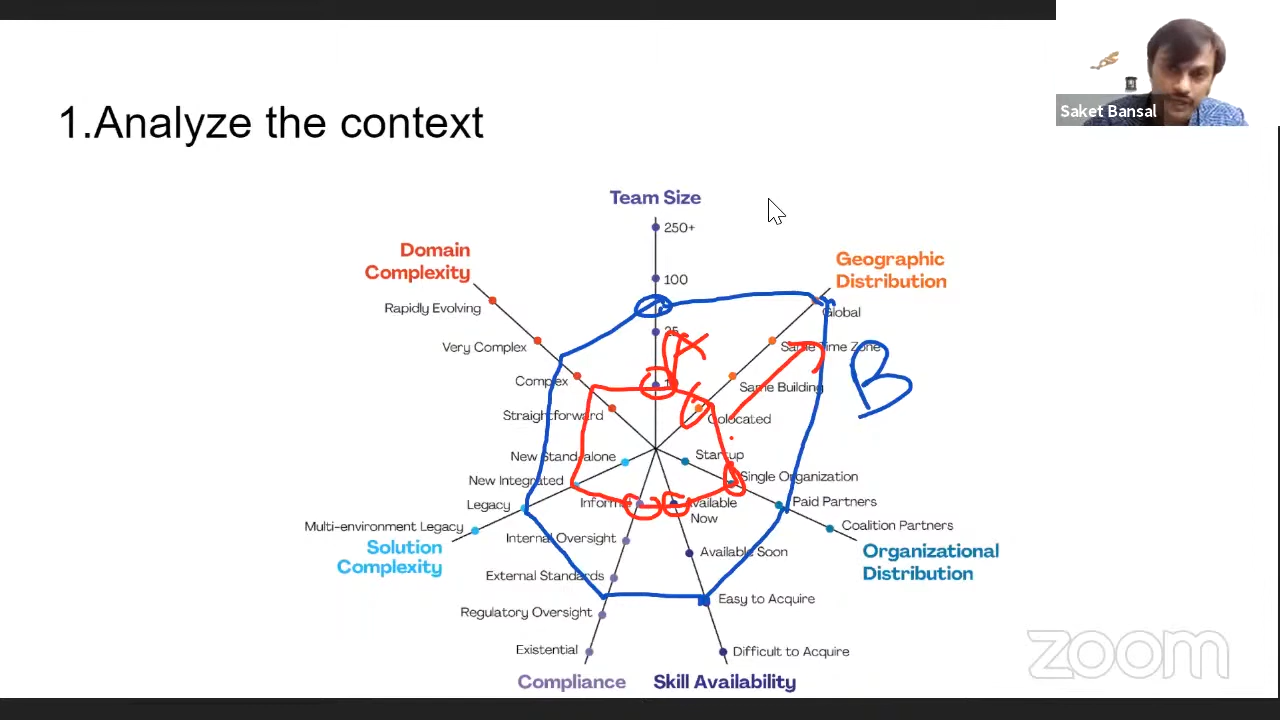 Saket Bansal
1.Analyze the context
Team Size
250+
100
25
10
Domain
Complexity
Rapidly Evolving
Very Complex
Complex
Straightforward
Geographic
Distribution
Global
Same Time Zone
Same Building
Colocated
A
B
New Standalone
New Integrated
Legacy
Multi-environment Legacy
Solution
Complexity
Startup
Single Organization
Paid Partners
Coalition Partners
Organizational
Distribution
Informal
Internal Oversight
External Standards
Regulatory Oversight
Existential
Compliance
Available
Now
Available Soon
Easy to Acquire
Difficult to Acquire
Skill Availability
zoom